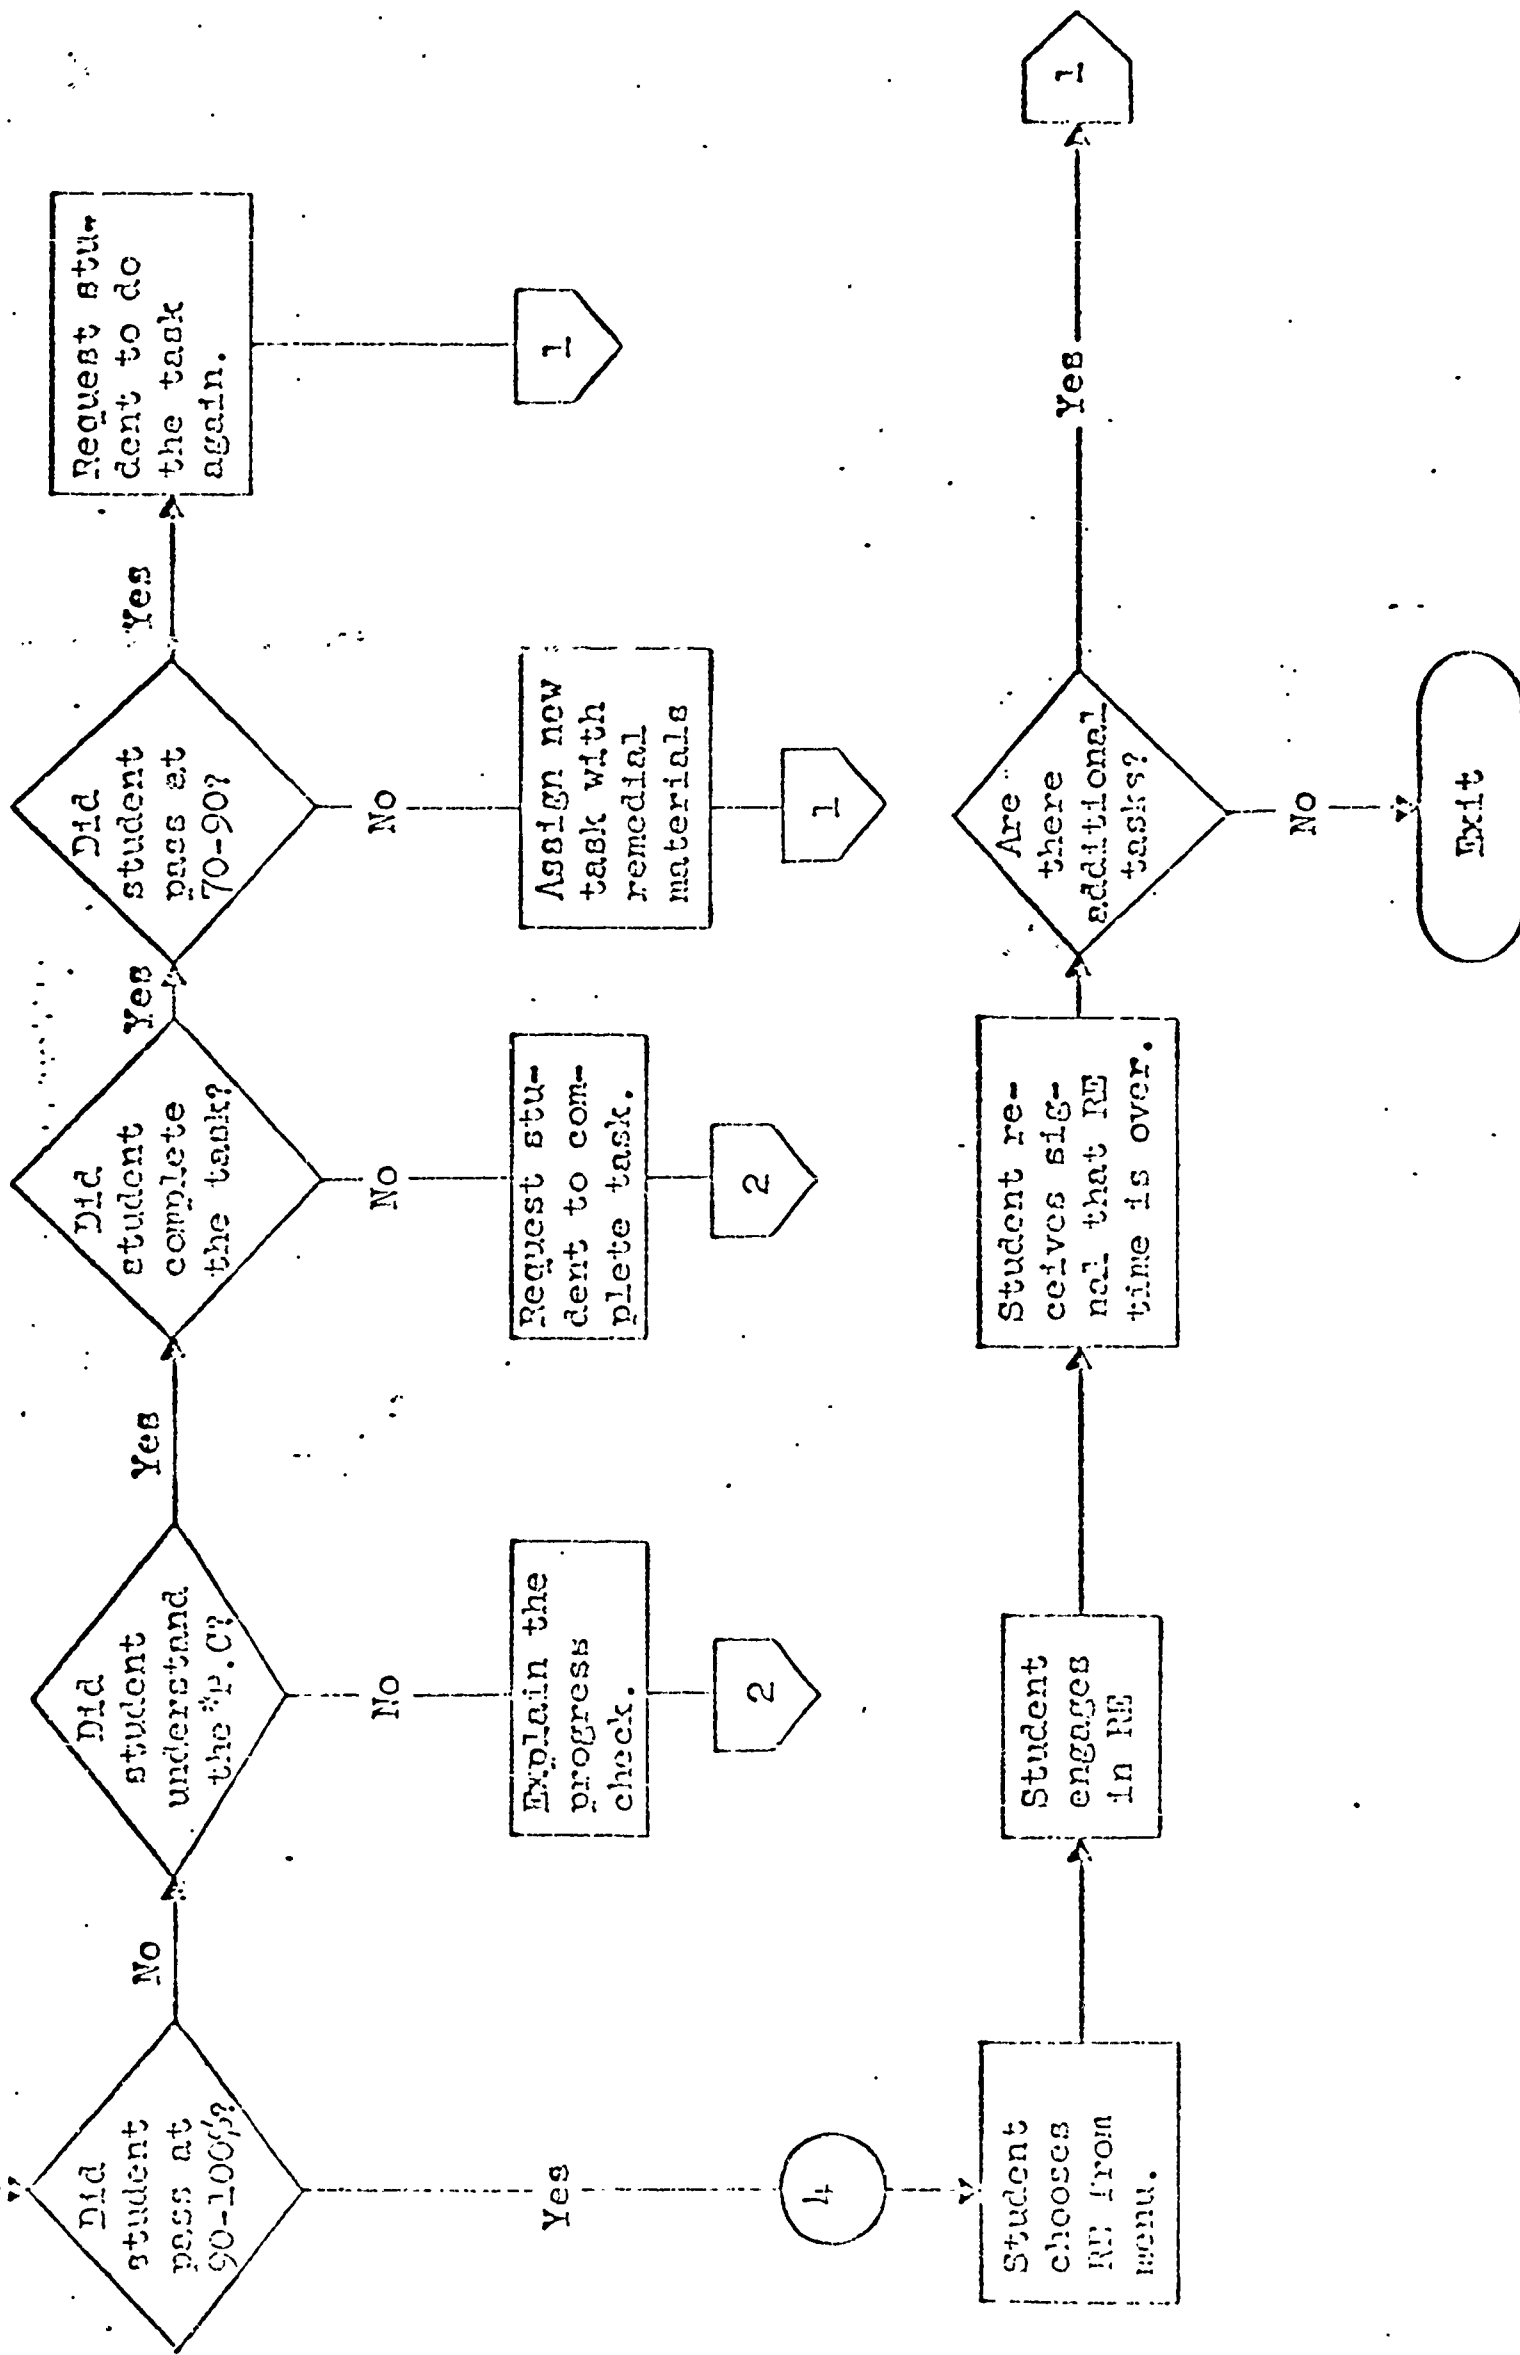 Did
student
pass at
90-100%?
No
Did
student
understand
the *P.C?
Yes
Did
student
complete
the task?
Yes
Did
student
pass at
70-90?
Yes
Request stu-
dent to do
the task
again.
1
Yes
No
Explain the
progress
check.
2
No
Request stu-
dent to com-
plete task.
2
No
Assign new
task with
remedial
materials
1
4
Student
chooses
RE from
menu.
Student
engages
in RE
Student re-
ceives sig-
nal that RE
time is over.
Are
there
additional
tasks?
Yes
1
No
Exit